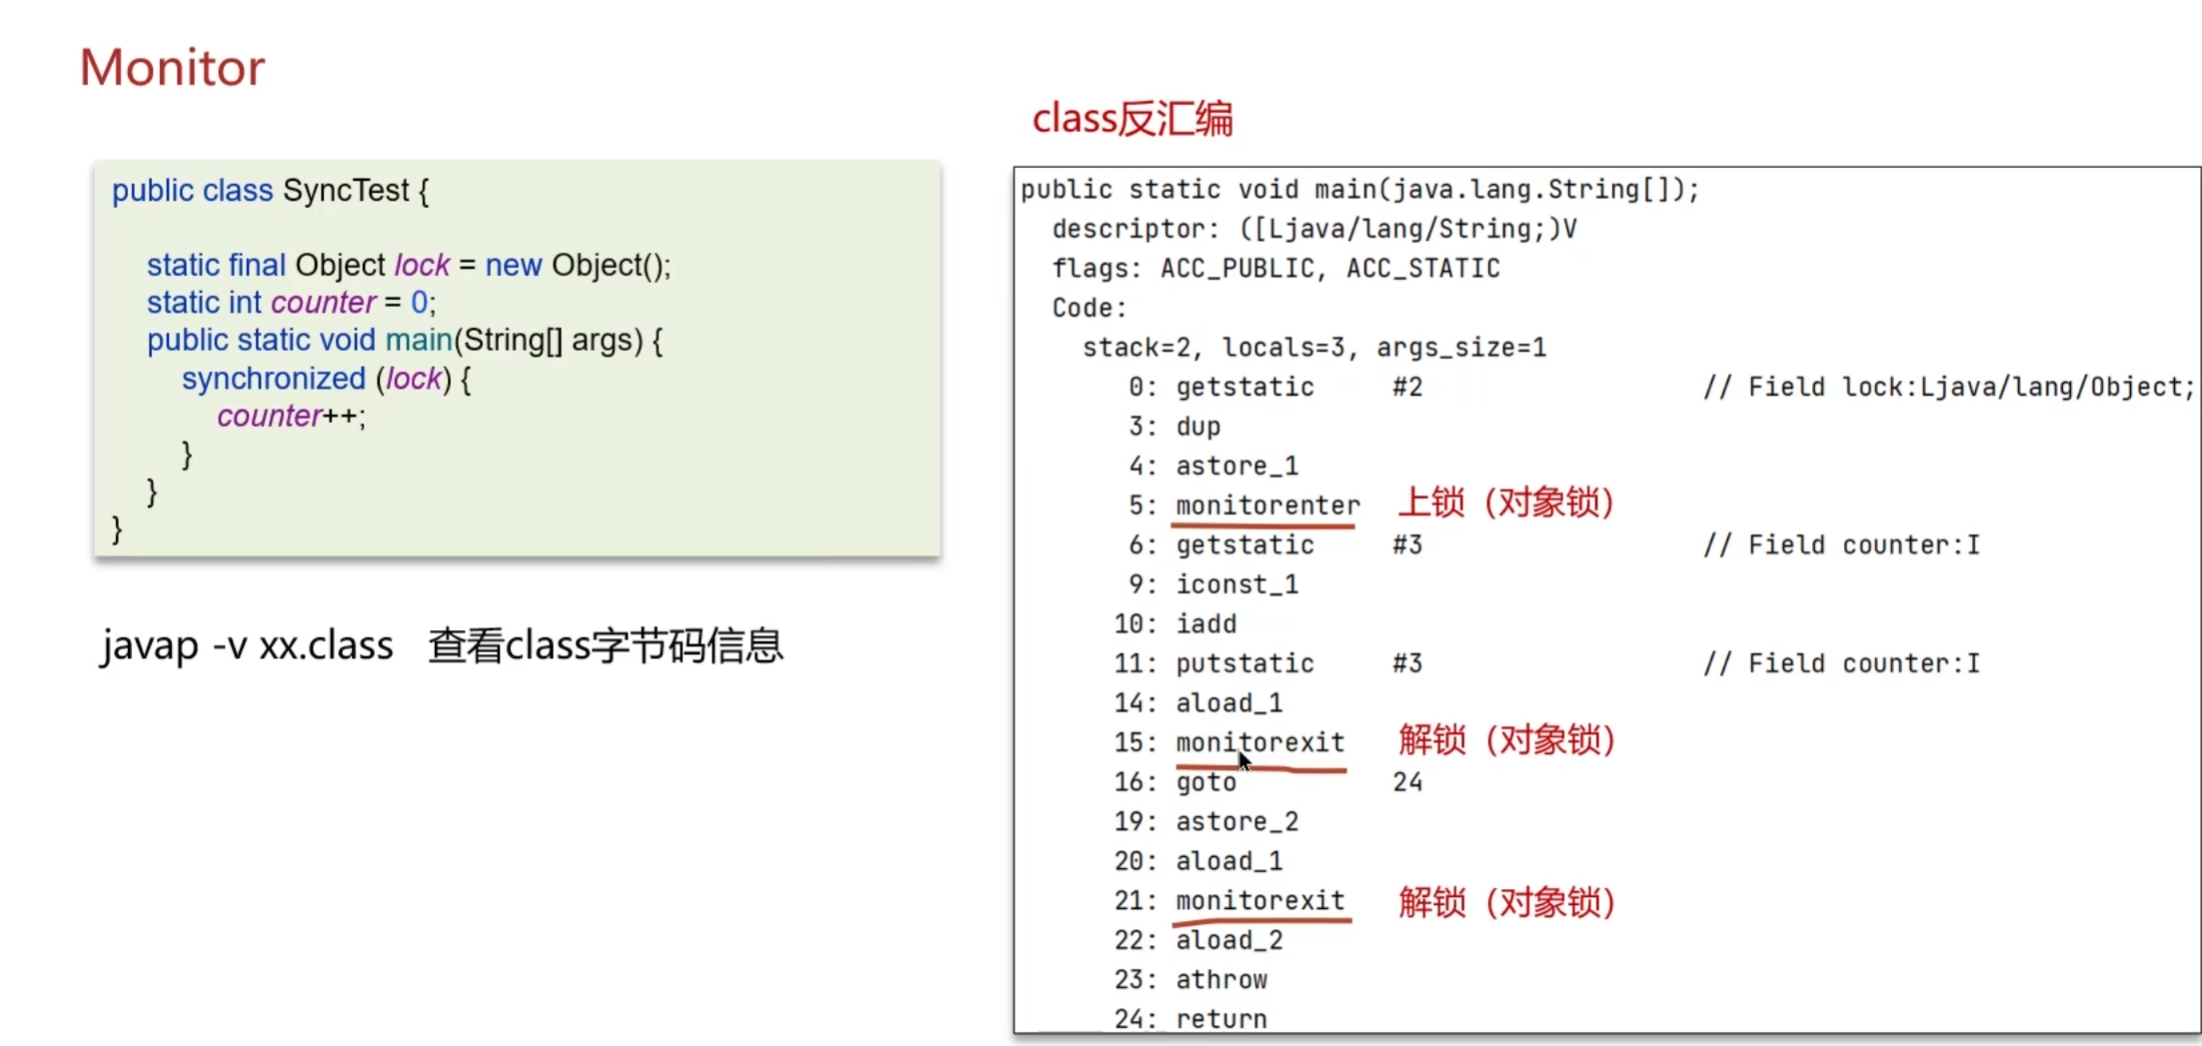 Monitor
public class SyncTest {
static final Object lock = new Object();
static int counter = 0;
public static void main(String[] args) {
synchronized (lock) {
counter++;
}
}
}
javap -v xx.class 查看class字节码信息
class反汇编
public static void main(java.lang.String[]);
descriptor: ([Ljava/lang/String;)V
flags: ACC_PUBLIC, ACC_STATIC
Code:
stack=2, locals=3, args_size=1
0: getstatic #2 // Field lock:Ljava/lang/Object;
3: dup
4: astore_1
5: monitorenter 上锁（对象锁）
6: getstatic #3 // Field counter:I
9: iconst_1
10: iadd
11: putstatic #3 // Field counter:I
14: aload_1
15: monitorexit 解锁（对象锁）
16: goto 24
19: astore_2
20: aload_1
21: monitorexit 解锁（对象锁）
22: aload_2
23: athrow
24: return